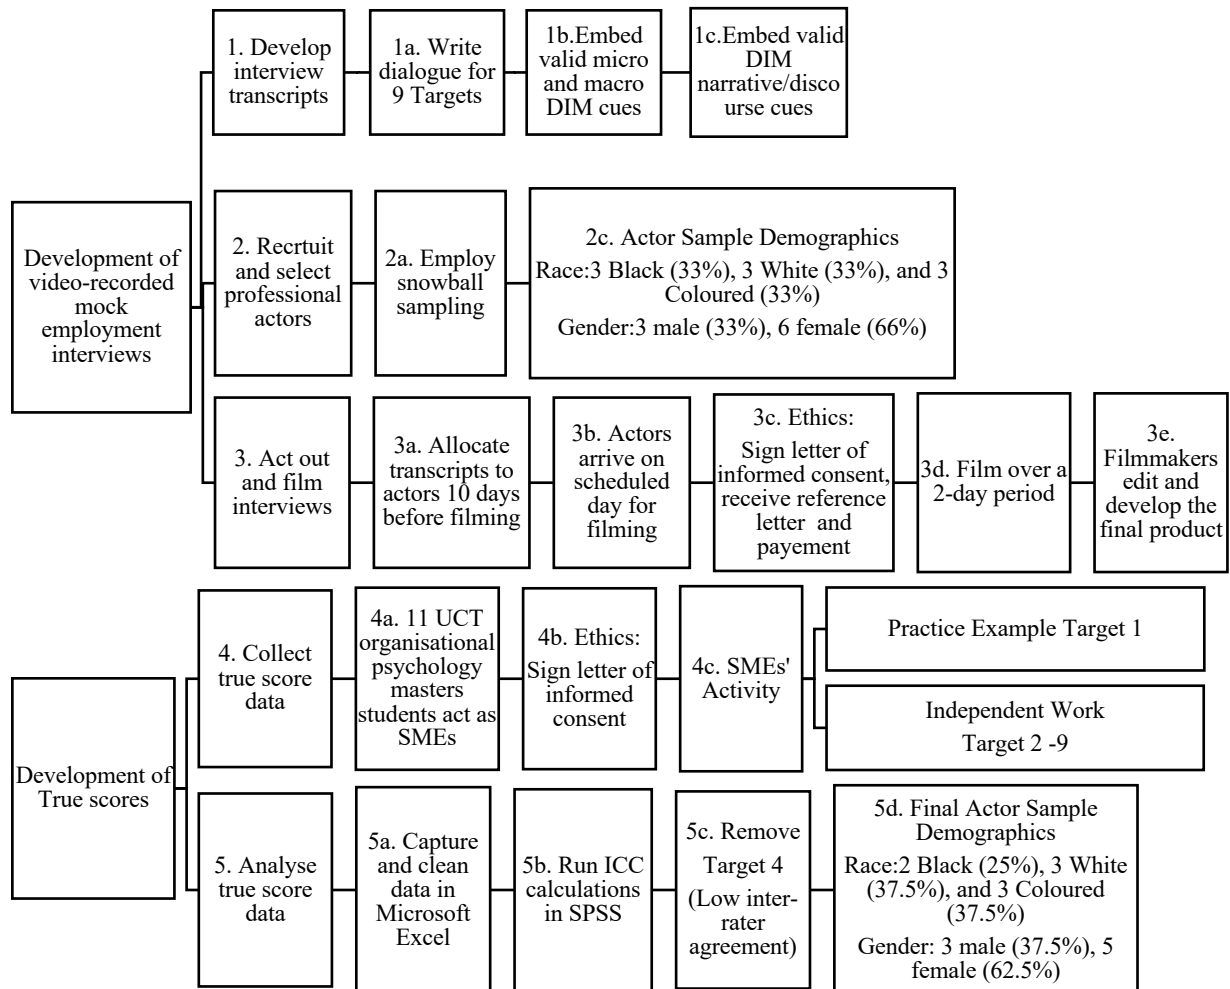 Development of
video-recorded
mock
employment
interviews
1. Develop
interview
transcripts
1a. Write
dialogue for
9 Targets
1b.Embed
valid micro
and macro
DIM cues
1c.Embed valid
DIM
narrative/disco
urse cues
2. Recrtuit
and select
professional
actors
2a. Employ
snowball
sampling
2c. Actor Sample Demographics
Race:3 Black (33%), 3 White (33%), and 3
Coloured (33%)
Gender:3 male (33%), 6 female (66%)
3. Act out
and film
interviews
3a. Allocate
transcripts to
actors 10 days
before filming
3b. Actors
arrive on
scheduled
day for
filming
3c. Ethics:
Sign letter of
informed consent,
receive reference
letter and
payement
3d. Film over a
2-day period
3e.
Filmmakers
edit and
develop the
final product
Development of
True scores
4. Collect
true score
data
4a. 11 UCT
organisational
psychology
masters
students act as
SMEs
4b. Ethics:
Sign letter of
informed
consent
4c. SMEs'
Activity
Practice Example Target 1
Independent Work
Target 2 -9
5. Analyse
true score
data
5a. Capture
and clean
data in
Microsoft
Excel
5b. Run ICC
calculations
in SPSS
5c. Remove
Target 4
(Low inter-
rater
agreement)
5d. Final Actor Sample
Demographics
Race:2 Black (25%), 3 White
(37.5%), and 3 Coloured
(37.5%)
Gender: 3 male (37.5%), 5
female (62.5%)